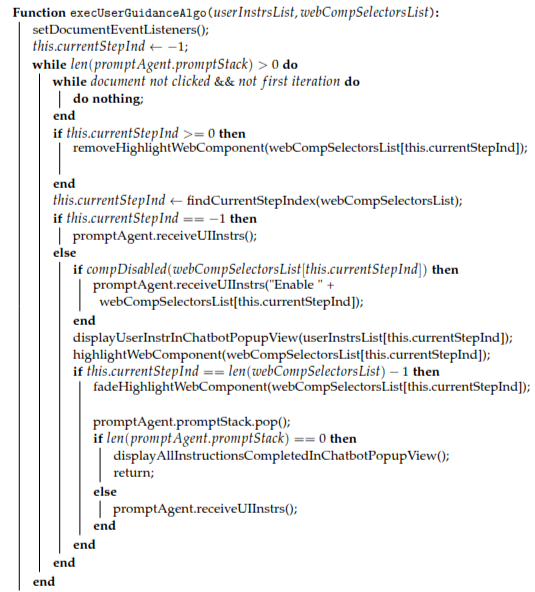 Function execUserGuidanceAlgo(userInstrsList, webCompSelectorsList):
setDocumentEventListeners();
this.currentStepInd ← −1;
while len(promptAgent.promptStack) > 0 do
while document not clicked && not first iteration do
do nothing;
end
if this.currentStepInd >= 0 then
removeHighlightWebComponent(webCompSelectorsList[this.currentStepInd]);
end
this.currentStepInd ← findCurrentStepIndex(webCompSelectorsList);
if this.currentStepInd == −1 then
promptAgent.receiveUIInstrs();
else
if compDisabled(webCompSelectorsList[this.currentStepInd]) then
promptAgent.receiveUIInstrs("Enable " +
webCompSelectorsList[this.currentStepInd]);
end
displayUserInstrInChatbotPopupView(userInstrsList[this.currentStepInd]);
highlightWebComponent(webCompSelectorsList[this.currentStepInd]);
if this.currentStepInd == len(webCompSelectorsList) − 1 then
fadeHighlightWebComponent(webCompSelectorsList[this.currentStepInd]);
promptAgent.promptStack.pop();
if len(promptAgent.promptStack) == 0 then
displayAllInstructionsCompletedInChatbotPopupView();
return;
else
promptAgent.receiveUIInstrs();
end
end
end
end